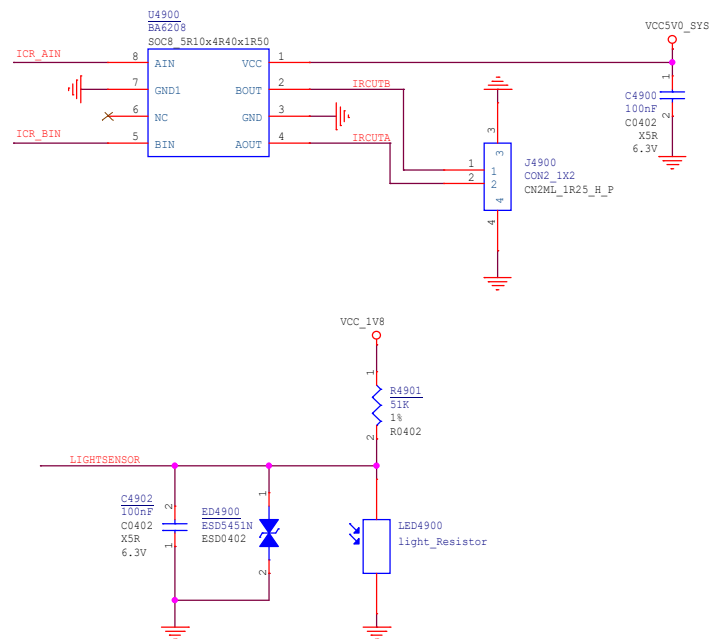 U4900
BA6208
SOC8_5R10x4R40x1R50
VCC5V0_SYS
ICR_AIN
8
AIN
VCC
1
7
GND1
BOUT
2
IRCUTB
6
NC
GND
3
ICR_BIN
5
BIN
AOUT
4
IRCUTA
1
C4900
100nF
C0402
X5R
6.3V
2
3
3
1
1
2
2
4
4
J4900
CON2_1X2
CN2ML_1R25_H_P
VCC_1V8
1
R4901
51K
1%
R0402
2
LIGHTSENSOR
C4902
100nF
C0402
X5R
6.3V
2
1
ED4900
ESD5451N
ESD0402
1
2
LED4900
light_Resistor